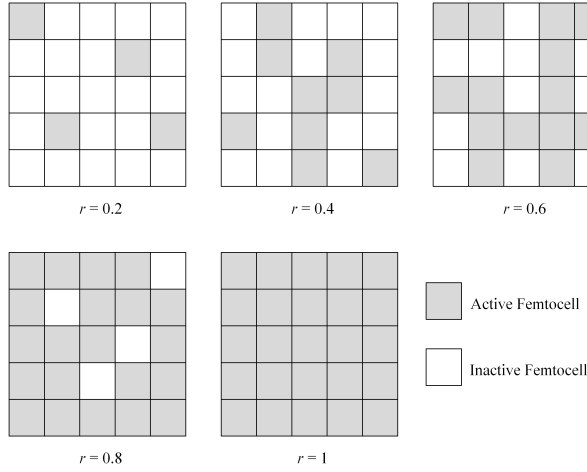 r = 0.2
r = 0.4
r = 0.6
Active Femtocell
Inactive Femtocell
r = 0.8
r = 1